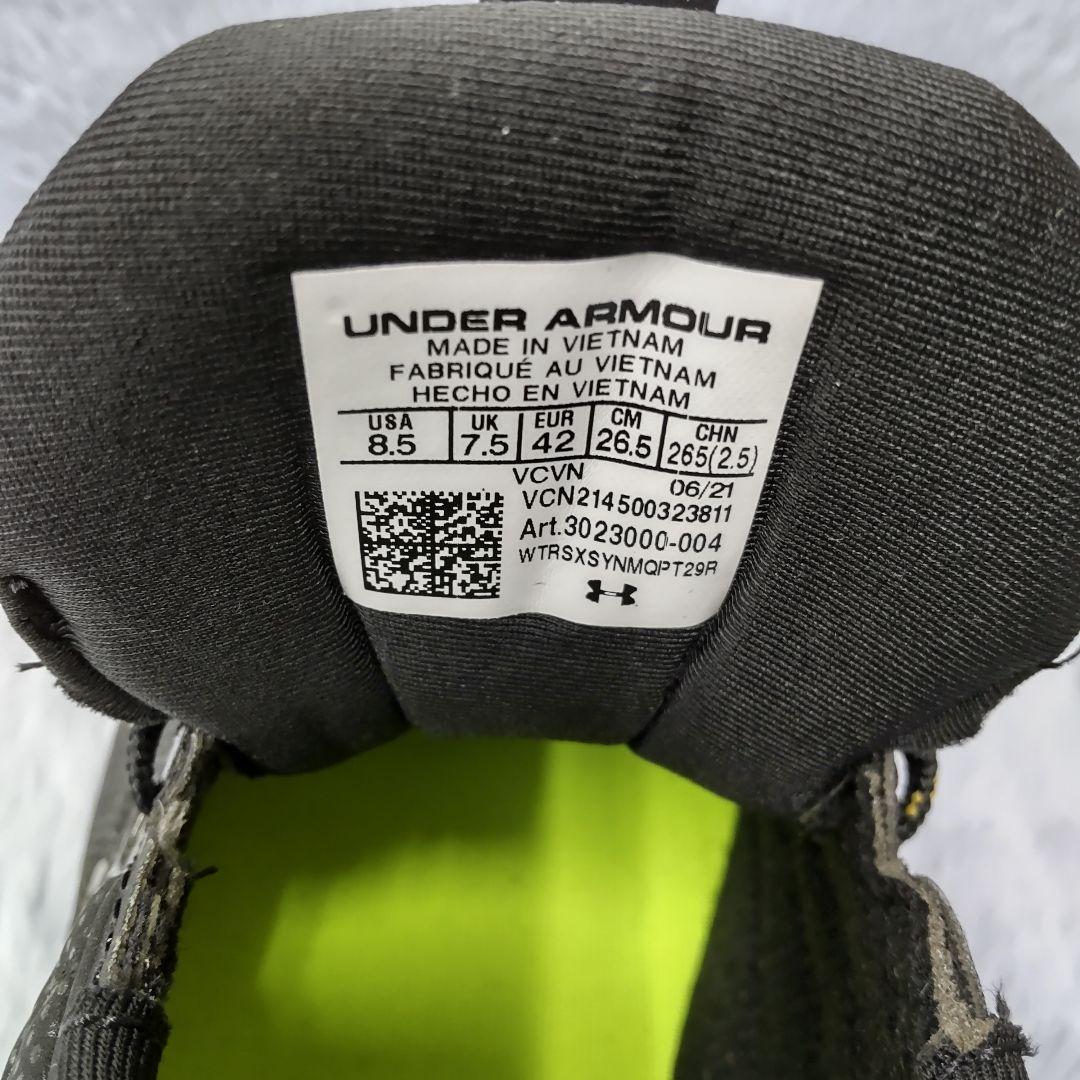 UNDER ARMOUR
MADE IN VIETNAM
FABRIQUÉ AU VIETNAM
HECHO EN VIETNAM
USA UK EUR CM CHN
8.5 7.5 42 26.5 265(2.5)
VCVN 06/21
VCN214500323811
Art.3023000-004
WTRSXSYNMQPT29R